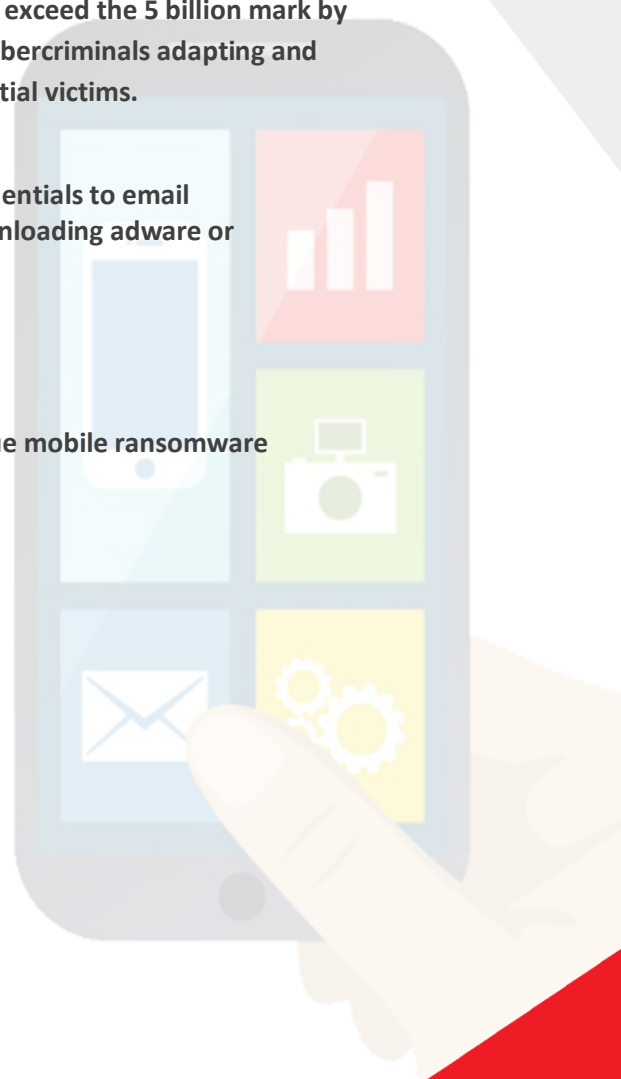 exceed the 5 billion mark by
bercriminals adapting and
tial victims.
entials to email
nloading adware or
e mobile ransomware